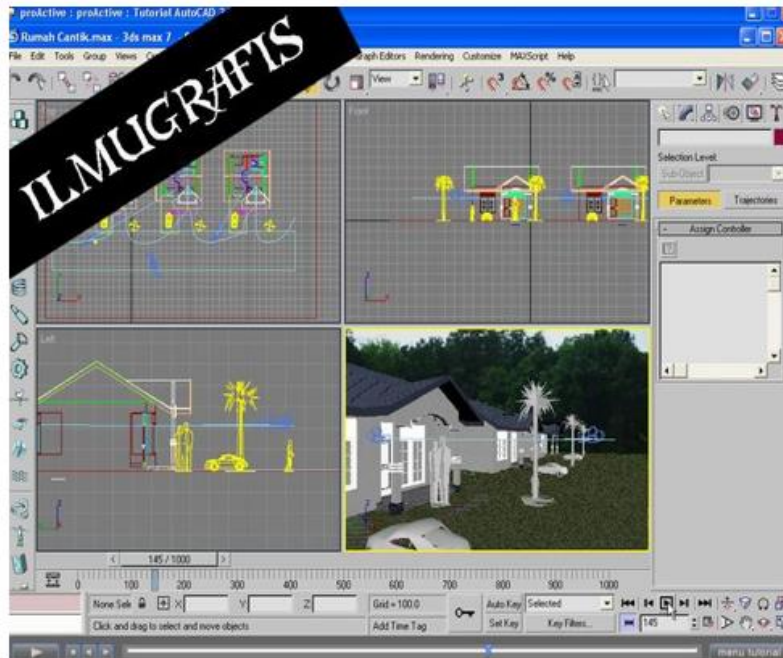 proActive : proActive : Tutorial AutoCAD
Rumah Cantik.max - 3ds max 7
File Edit Tools Group Views Graph Editors Rendering Customize MAXScript Help
ILMUGRAFIS
View
Front
Selection Level:
Sub-Object
Parameters Trajectories
- Assign Controller
Left
145 / 1000
0 100 200 300 400 500 600 700 800 900 1000
None Sele X Y Z Grid = 100.0 Auto Key Selected
Click and drag to select and move objects Add Time Tag Set Key Key Filters... 145
menu tutorial